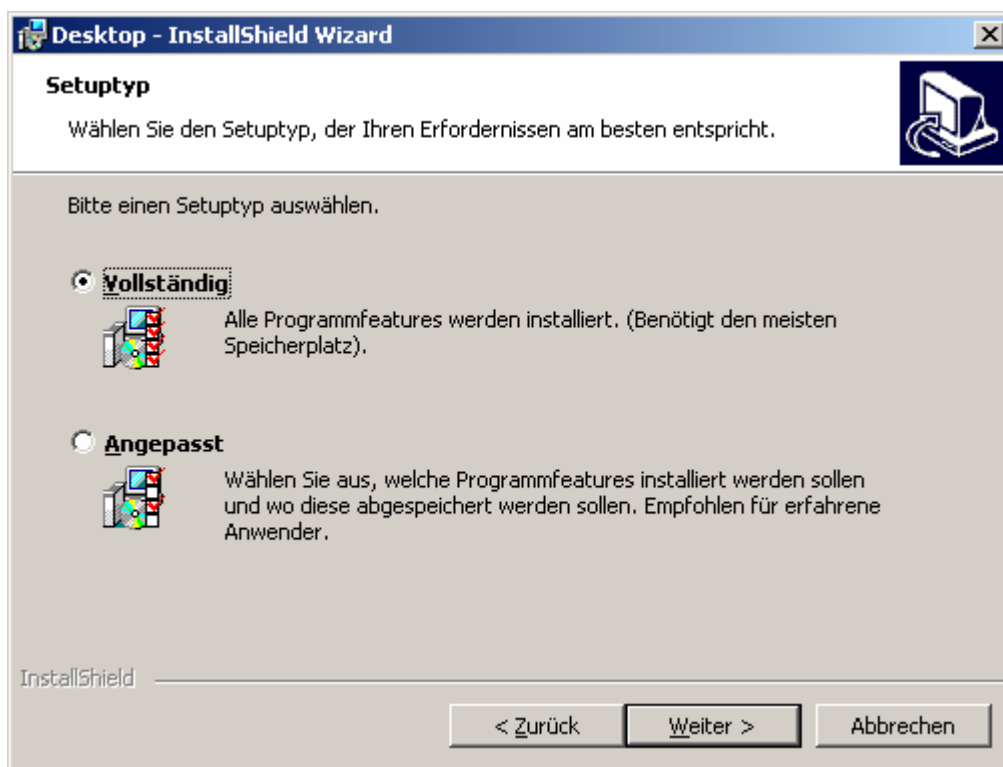 Desktop - InstallShield Wizard
Setuptyp
Wählen Sie den Setuptyp, der Ihren Erfordernissen am besten entspricht.
Bitte einen Setuptyp auswählen.
Vollständig
Alle Programmfeatures werden installiert. (Benötigt den meisten
Speicherplatz).
Angepasst
Wählen Sie aus, welche Programmfeatures installiert werden sollen
und wo diese abgespeichert werden sollen. Empfohlen für erfahrene
Anwender.
InstallShield
< Zurück
Weiter >
Abbrechen